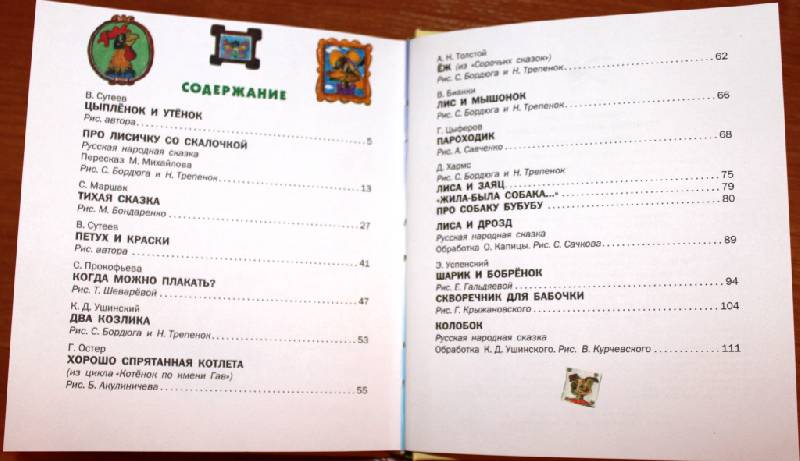 СОДЕРЖАНИЕ
В. Сутеев
ЦЫПЛЁНОК И УТЁНОК
Рис. автора 5
ПРО ЛИСИЧКУ СО СКАЛОЧКОЙ
Русская народная сказка
Пересказ М. Михайлова
Рис. С. Бордюга и Н. Трепенок 13
С. Маршак
ТИХАЯ СКАЗКА
Рис. М. Бондаренко 27
В. Сутеев
ПЕТУХ И КРАСКИ
Рис. автора 41
С. Прокофьева
КОГДА МОЖНО ПЛАКАТЬ?
Рис. Т. Шеварёвой 47
К. Д. Ушинский
ДВА КОЗЛИКА
Рис. С. Бордюга и Н. Трепенок 53
Г. Остер
ХОРОШО СПРЯТАННАЯ КОТЛЕТА
(из цикла «Котёнок по имени Гав»)
Рис. Б. Акулиничева 55
А. Н. Толстой
ЁЖ (из «Сорочьих сказок»)
Рис. С. Бордюга и Н. Трепенок 62
В. Бианки
ЛИС И МЫШОНОК
Рис. С. Бордюга и Н. Трепенок 66
Г. Цыферов
ПАРОХОДИК
Рис. А. Савченко 68
Д. Хармс
Рис. С. Бордюга и Н. Трепенок
ЛИСА И ЗАЯЦ 75
"ЖИЛА-БЫЛА СОБАКА..." 79
ПРО СОБАКУ БУБУБУ 80
ЛИСА И ДРОЗД
Русская народная сказка
Обработка О. Капицы. Рис. С. Сачкова 89
Э. Успенский
ШАРИК И БОБРЁНОК
Рис. Е. Гальдяевой 94
СКВОРЕЧНИК ДЛЯ БАБОЧКИ
Рис. Г. Крыжановского 104
КОЛОБОК
Русская народная сказка
Обработка К. Д. Ушинского. Рис. В. Курчевского 111